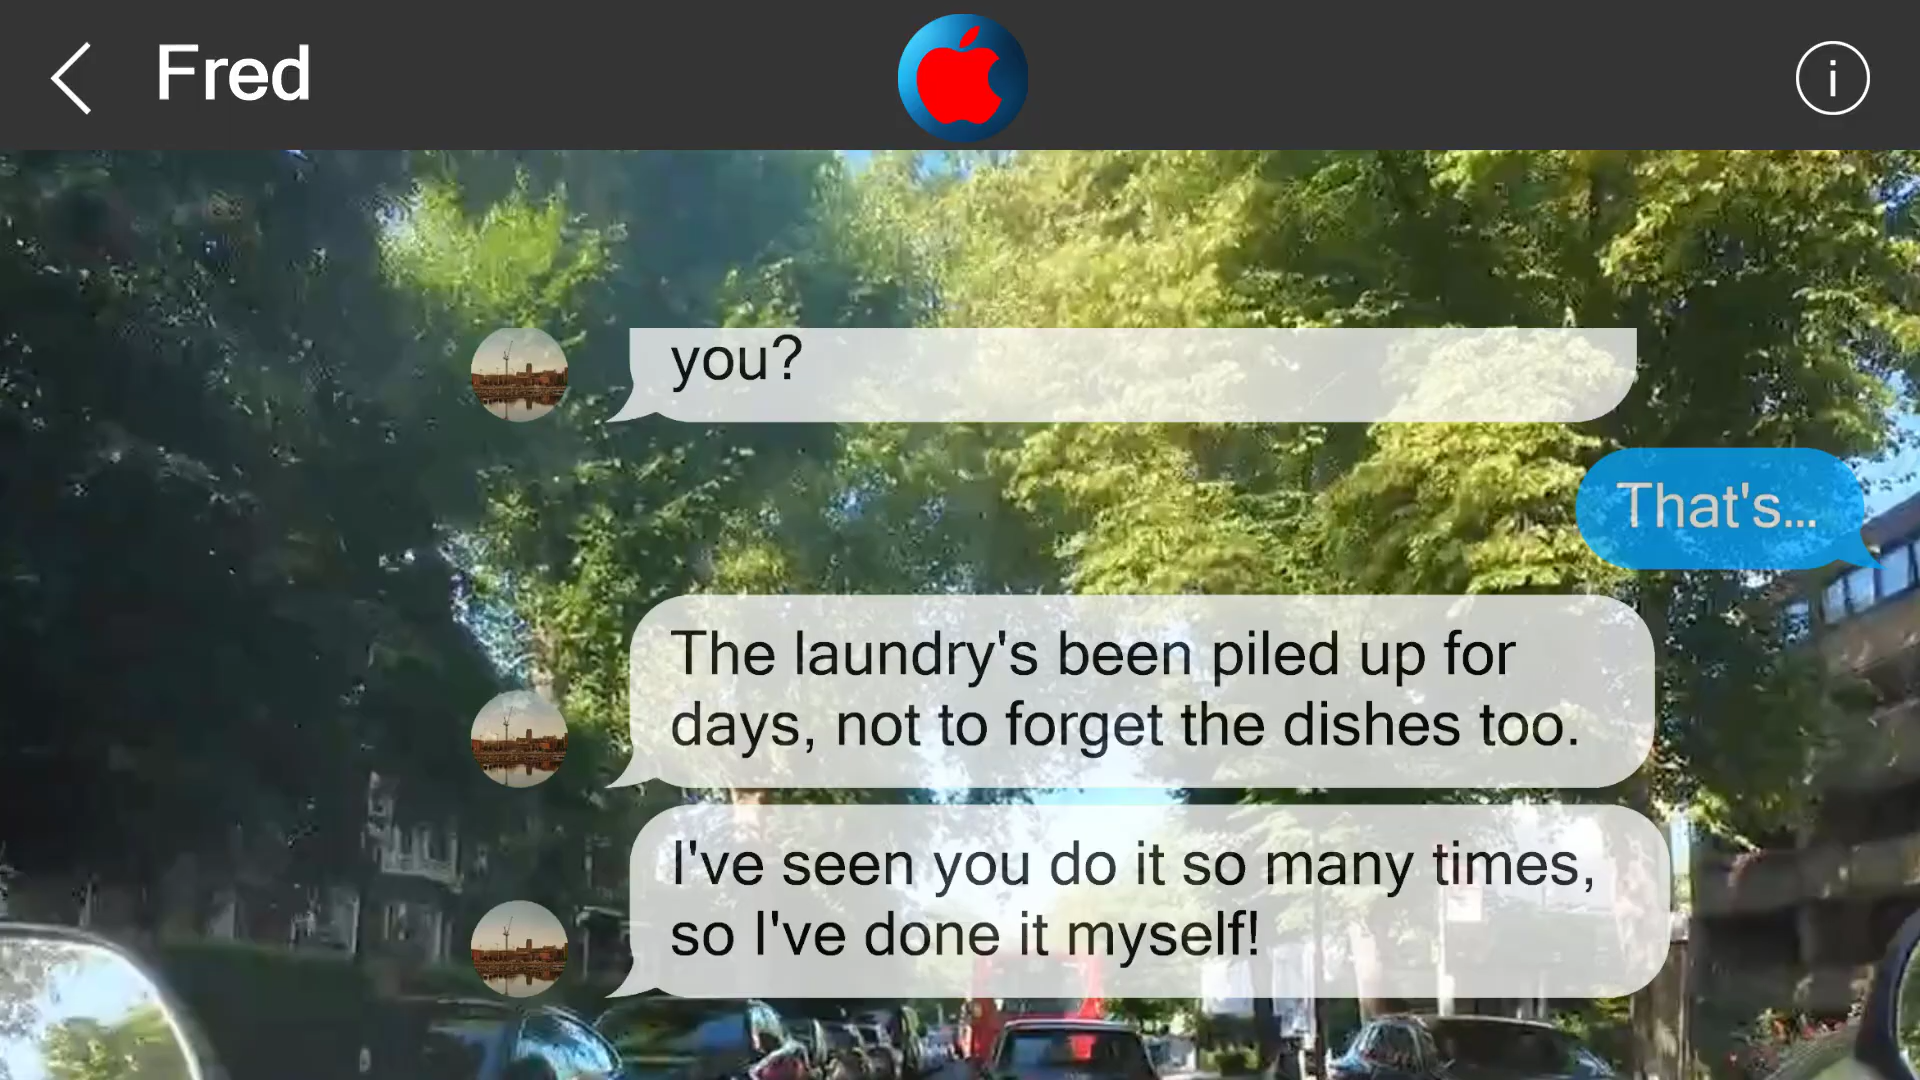 Fred
i
you?
That's...
The laundry's been piled up for
days, not to forget the dishes too.
I've seen you do it so many times,
so I've done it myself!